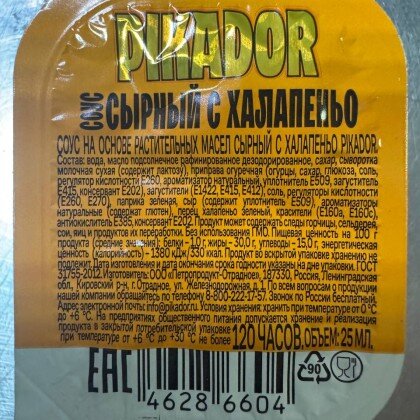 PIKADOR
СОУС СЫРНЫЙ С ХАЛАПЕНЬО
СОУС НА ОСНОВЕ РАСТИТЕЛЬНЫХ МАСЕЛ СЫРНЫЙ С ХАЛАПЕНЬО PIKADOR.
Состав: вода, масло подсолнечное рафинированное дезодорированное, сахар, сыворотка
молочная сухая (содержит лактозу), приправа огуречная (огурцы, сахар, глюкоза, соль,
регулятор кислотности Е260, ароматизатор натуральный, уплотнитель Е509, загуститель
Е415, консервант Е202), загустители (Е1422, Е415, Е412), соль, регуляторы кислотности
(Е260, Е270), паприка зеленая, сыр (содержит уплотнитель Е509), ароматизаторы
натуральные (содержат глютен), перец халапеньо зеленый, красители (Е160а, Е160с),
антиокислитель Е385, консервант Е202. Продукт может содержать следы горчицы, сельдерея,
сои, яиц и продуктов их переработки. Без использования ГМО. Пищевая ценность на 100 г
продукта (средние значения): белки - 1,0 г, жиры - 30,0 г, углеводы - 15,0 г, энергетическая
ценность (калорийность) - 1380 кДж/330 ккал. Продукт во вскрытой упаковке хранению не
подлежит. Дата изготовления и дата окончания срока годности указаны на дне упаковки. ГОСТ
31755-2012. Изготовитель: ООО «Петропродукт-Отрадное», 187330, Россия, Ленинградская
обл., Кировский р-н, г. Отрадное, ул. Железнодорожная, д. 1. По всем вопросам о продукции
нашей компании обращайтесь по телефону 8-800-222-17-57. Звонок по России бесплатный.
Адрес электронной почты: info@pikador.ru. Условия хранения: хранить при температуре от 0 °С
до +6 °С. На предприятиях общественного питания допускается хранение и реализация
продукта в закрытой потребительской упаковке
при температуре от +6 °С до +30 °С не более 120 ЧАСОВ. ОБЪЕМ: 25 МЛ.
EAC
4628 6604
90